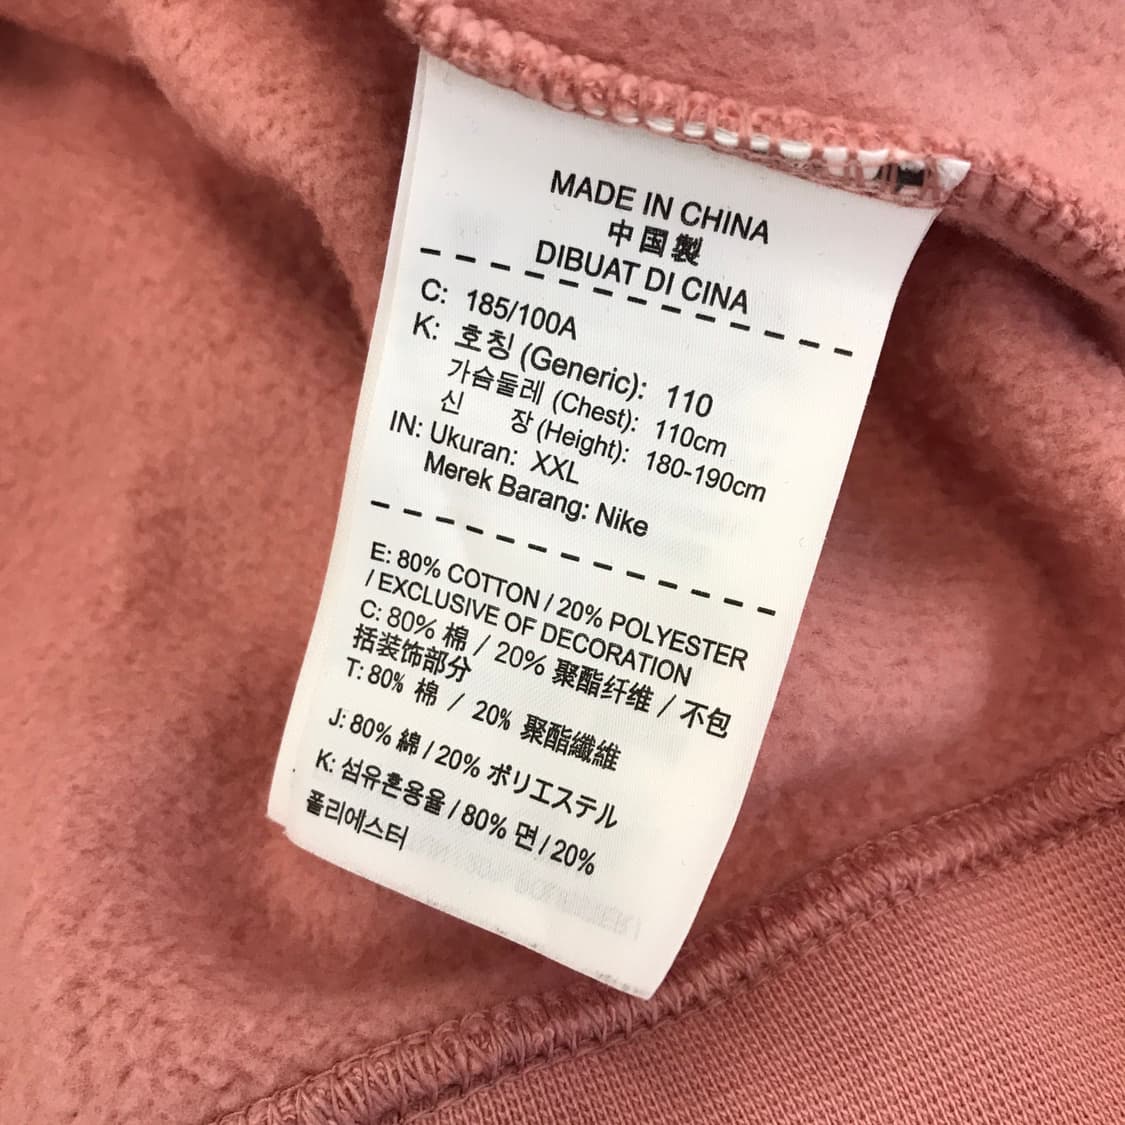 MADE IN CHINA
中国製
DIBUAT DI CINA
C: 185/100A
K: 호칭 (Generic): 110
가슴둘레 (Chest): 110cm
신 장 (Height): 180-190cm
IN: Ukuran: XXL
Merek Barang: Nike
E: 80% COTTON / 20% POLYESTER
/ EXCLUSIVE OF DECORATION
C: 80% 棉 / 20% 聚酯纤维 / 不包
括装饰部分
T: 80% 棉 / 20% 聚酯纖維
J: 80% 綿 / 20% ポリエステル
K: 섬유혼용율 / 80% 면 / 20%
폴리에스터